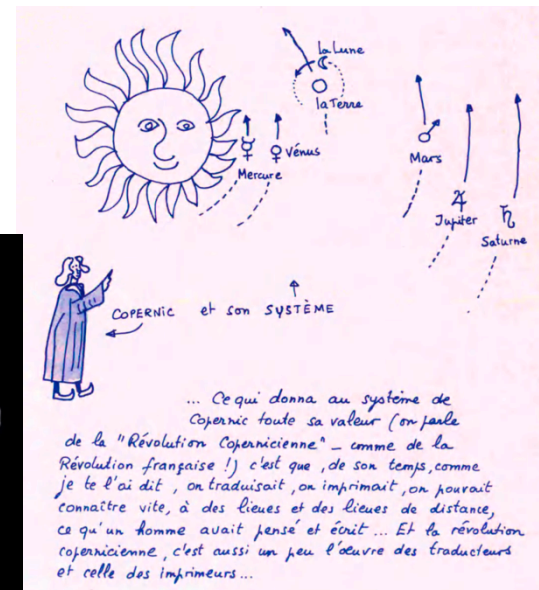 la Lune
la Terre
Vénus
Mercure
Mars
Jupiter
Saturne
COPERNIC et son SYSTÈME
... Ce qui donna au système de
Copernic toute sa valeur (on parle
de la "Révolution Copernicienne" _ comme de la
Révolution française !) c'est que, de son temps, comme
je te l'ai dit, on traduisait, on imprimait, on pouvait
connaître vite, à des lieues et des lieues de distance,
ce qu'un homme avait pensé et écrit ... Et la révolution
copernicienne, c'est aussi un peu l'œuvre des traducteurs
et celle des imprimeurs ...